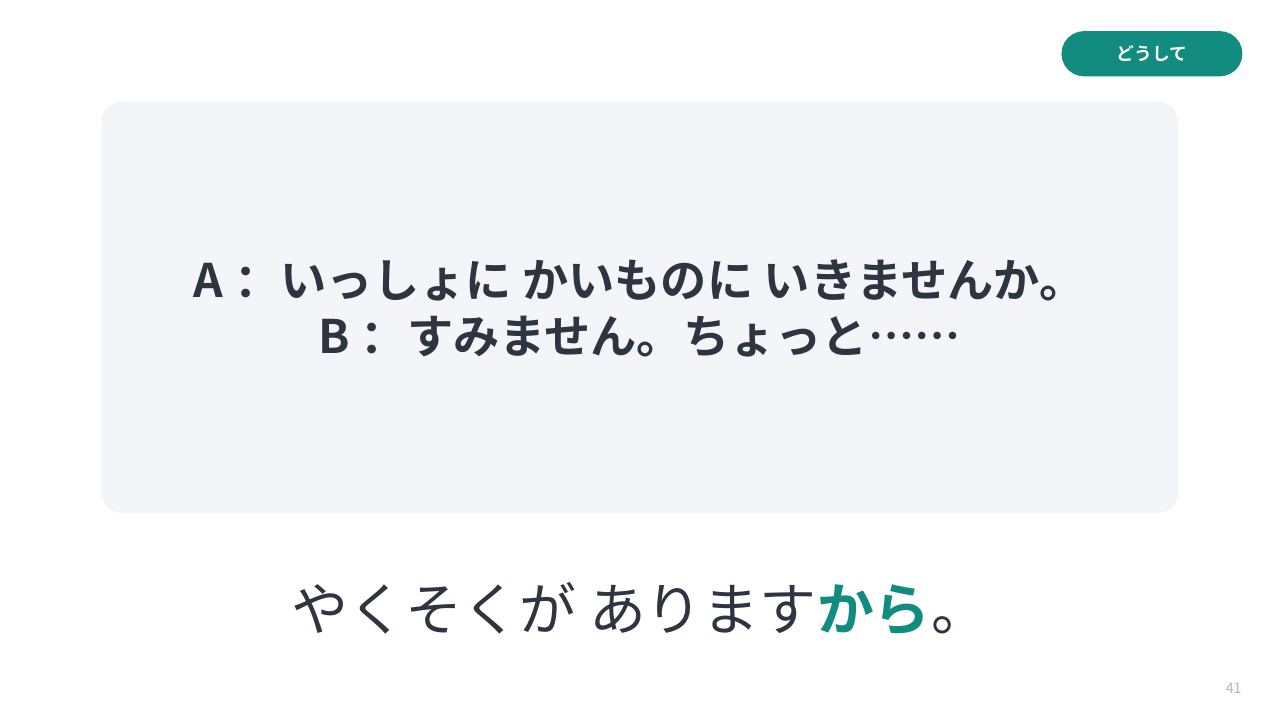 どうして
A： いっしょに かいものに いきませんか。
B： すみません。ちょっと……
やくそくが ありますから。
41